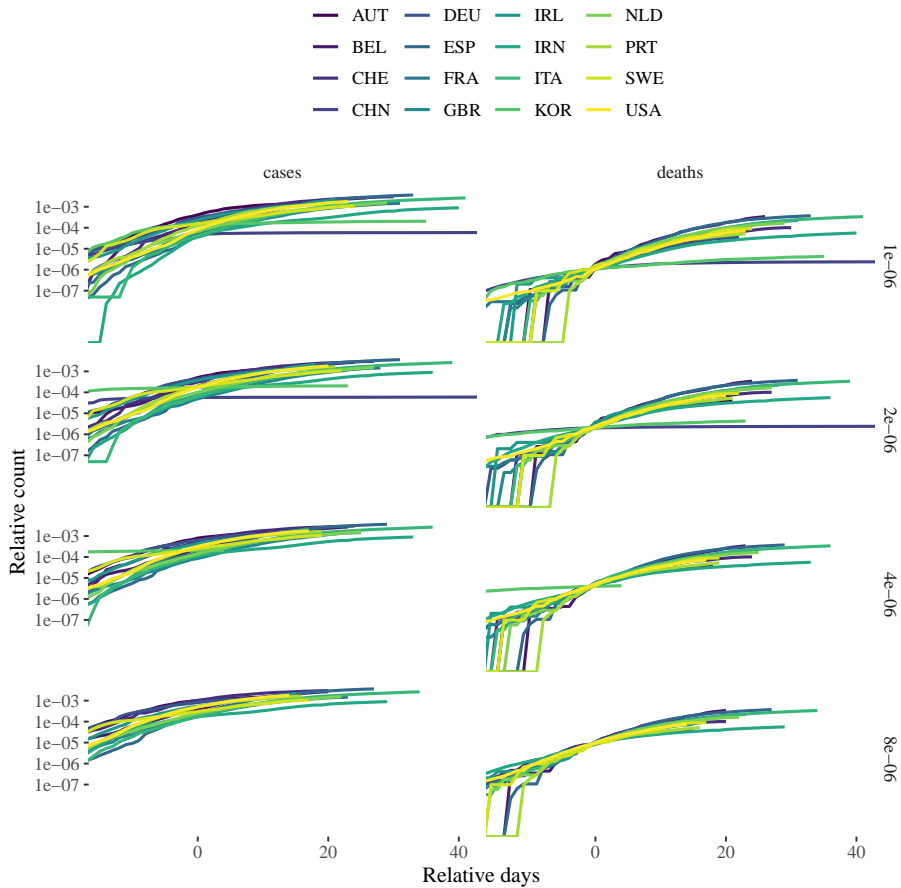 AUT DEU IRL NLD
BEL ESP IRN PRT
CHE FRA ITA SWE
CHN GBR KOR USA
cases deaths
1e−03
1e−04
1e−05
1e−06
1e−07
1e−06
1e−03
1e−04
1e−05
1e−06
1e−07
2e−06
Relative count
1e−03
1e−04
1e−05
1e−06
1e−07
4e−06
1e−03
1e−04
1e−05
1e−06
1e−07
8e−06
0 20 40 0 20 40
Relative days